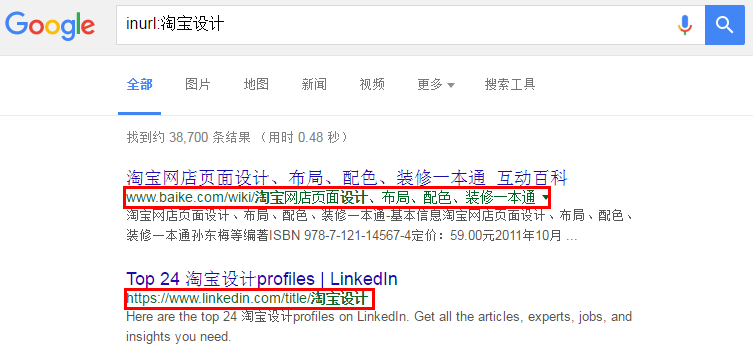 Google
inurl:淘宝设计
全部 图片 地图 新闻 视频 更多 搜索工具
找到约 38,700 条结果 （用时 0.48 秒）
淘宝网店页面设计、布局、配色、装修一本通_互动百科
www.baike.com/wiki/淘宝网店页面设计、布局、配色、装修一本通
淘宝网店页面设计、布局、配色、装修一本通-基本信息淘宝网店页面设计、布局、配色、
装修一本通孙东梅等编著ISBN 978-7-121-14567-4定价：59.00元2011年10月 ...
Top 24 淘宝设计profiles | LinkedIn
https://www.linkedin.com/title/淘宝设计
Here are the top 24 淘宝设计profiles on LinkedIn. Get all the articles, experts, jobs, and
insights you need.